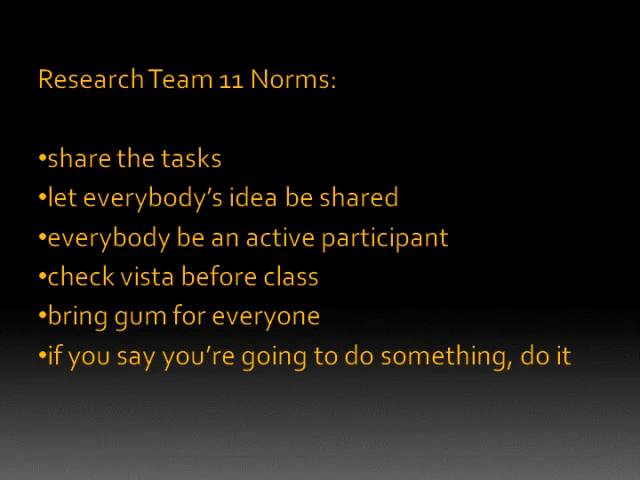 Research Team 11 Norms:
•share the tasks
•let everybody’s idea be shared
•everybody be an active participant
•check vista before class
•bring gum for everyone
•if you say you’re going to do something, do it